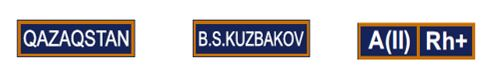 QAZAQSTAN
B.S.KUZBAKOV
A(II) Rh+